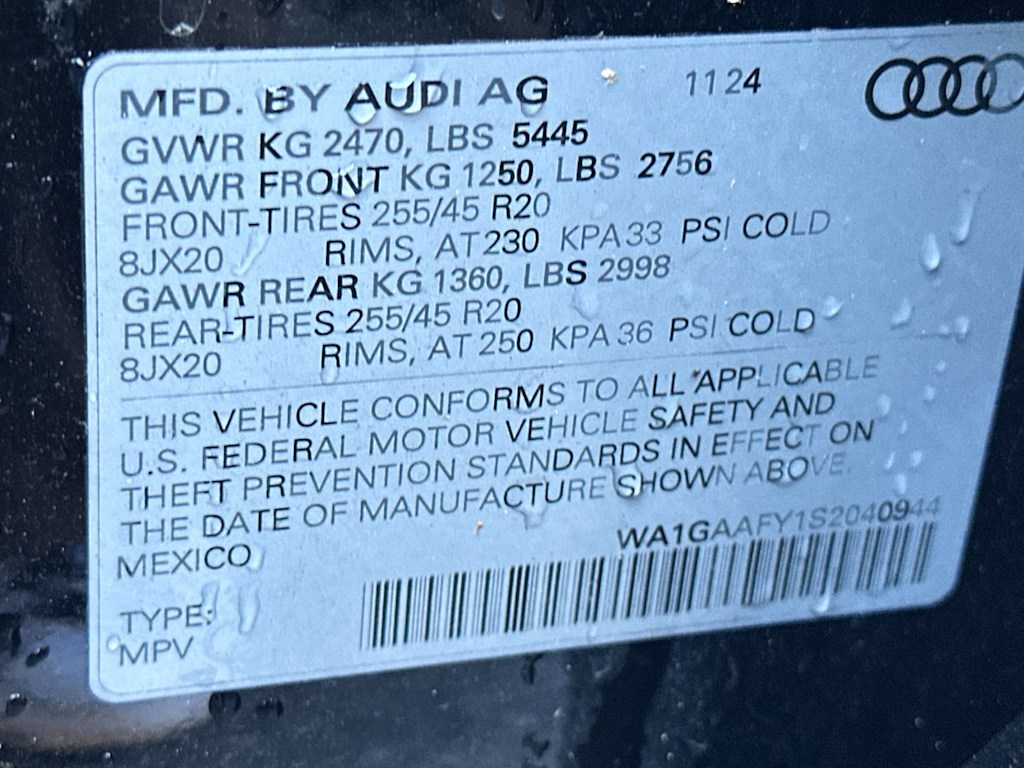 MFD. BY AUDI AG 11 24
GVWR KG 2470, LBS 5445
GAWR FRONT KG 1250, LBS 2756
FRONT-TIRES 255/45 R20
8JX20 RIMS, AT 230 KPA 33 PSI COLD
GAWR REAR KG 1360, LBS 2998
REAR-TIRES 255/45 R20
8JX20 RIMS, AT 250 KPA 36 PSI COLD
THIS VEHICLE CONFORMS TO ALL APPLICABLE
U.S. FEDERAL MOTOR VEHICLE SAFETY AND
THEFT PREVENTION STANDARDS IN EFFECT ON
THE DATE OF MANUFACTURE SHOWN ABOVE.
MEXICO WA1GAAFY1S2040944
TYPE:
MPV